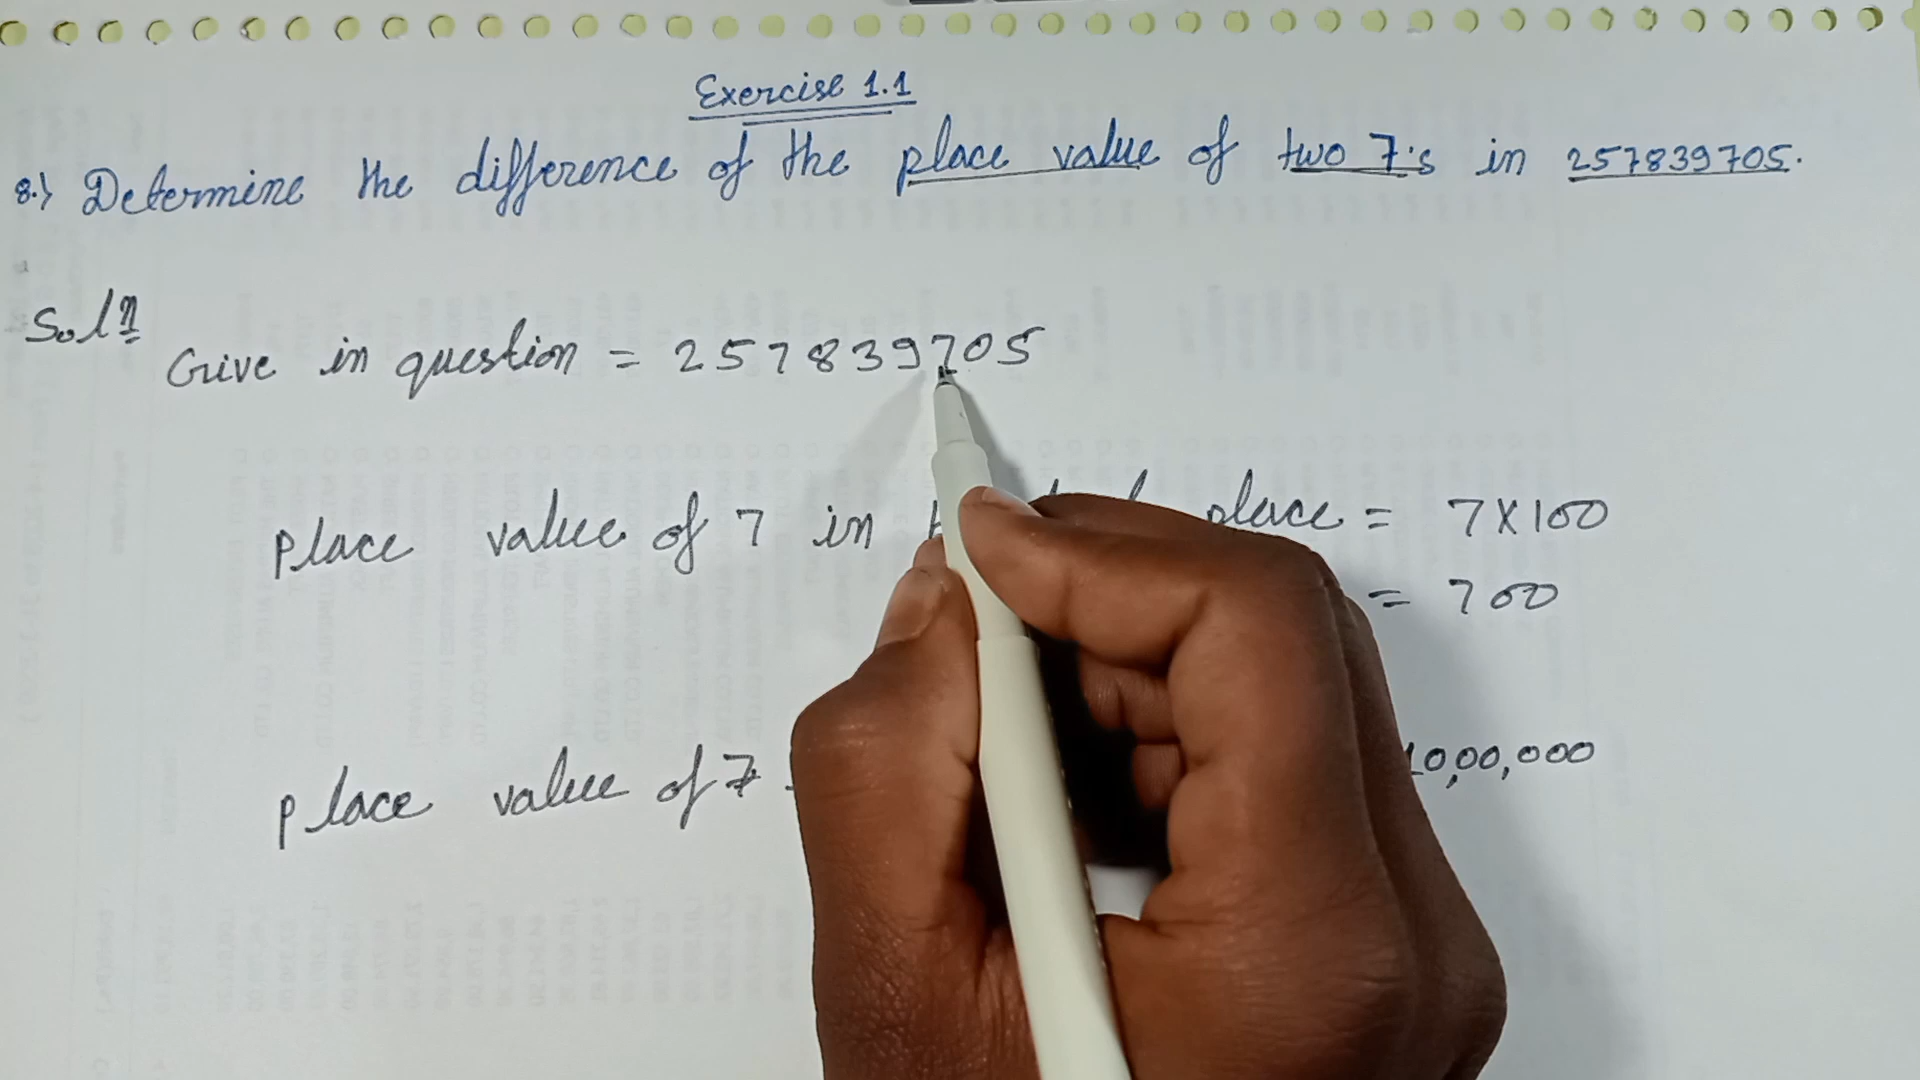 Exercise 1.1
8.) Determine the difference of the place value of two 7's in 257839705.
Solⁿ
Give in question = 257839705
place value of 7 in place = 7X100
= 700
place value of 7 10,00,000